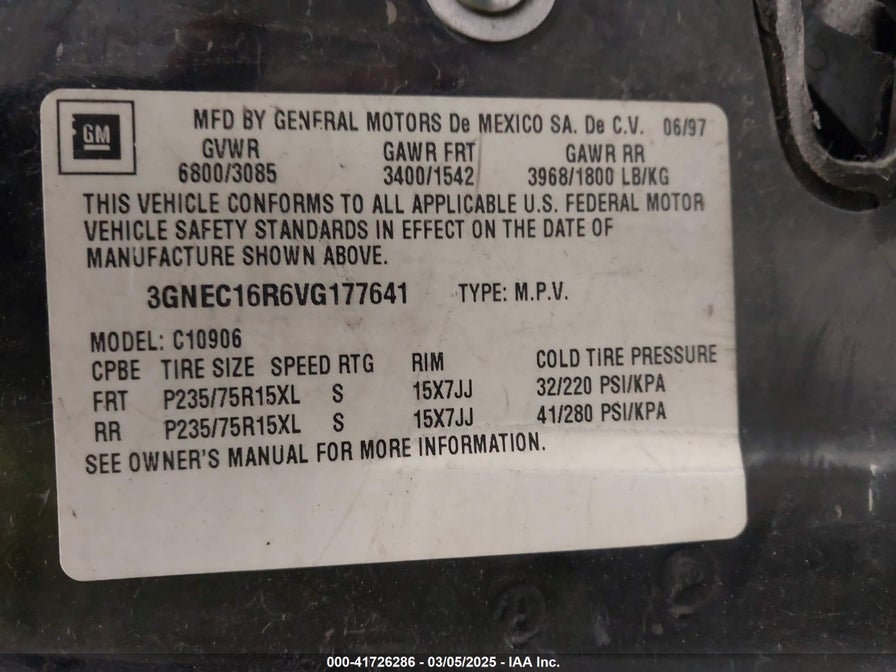 GM
MFD BY GENERAL MOTORS De MEXICO SA. De C.V. 06/97
GVWR GAWR FRT GAWR RR
6800/3085 3400/1542 3968/1800 LB/KG
THIS VEHICLE CONFORMS TO ALL APPLICABLE U.S. FEDERAL MOTOR
VEHICLE SAFETY STANDARDS IN EFFECT ON THE DATE OF
MANUFACTURE SHOWN ABOVE.
3GNEC16R6VG177641 TYPE: M.P.V.
MODEL: C10906
CPBE TIRE SIZE SPEED RTG RIM COLD TIRE PRESSURE
FRT P235/75R15XL S 15X7JJ 32/220 PSI/KPA
RR P235/75R15XL S 15X7JJ 41/280 PSI/KPA
SEE OWNER'S MANUAL FOR MORE INFORMATION.
000-41726286 - 03/05/2025 - IAA Inc.